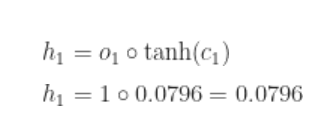 h₁ = o₁ ∘ tanh(c₁)
h₁ = 1 ∘ 0.0796 = 0.0796